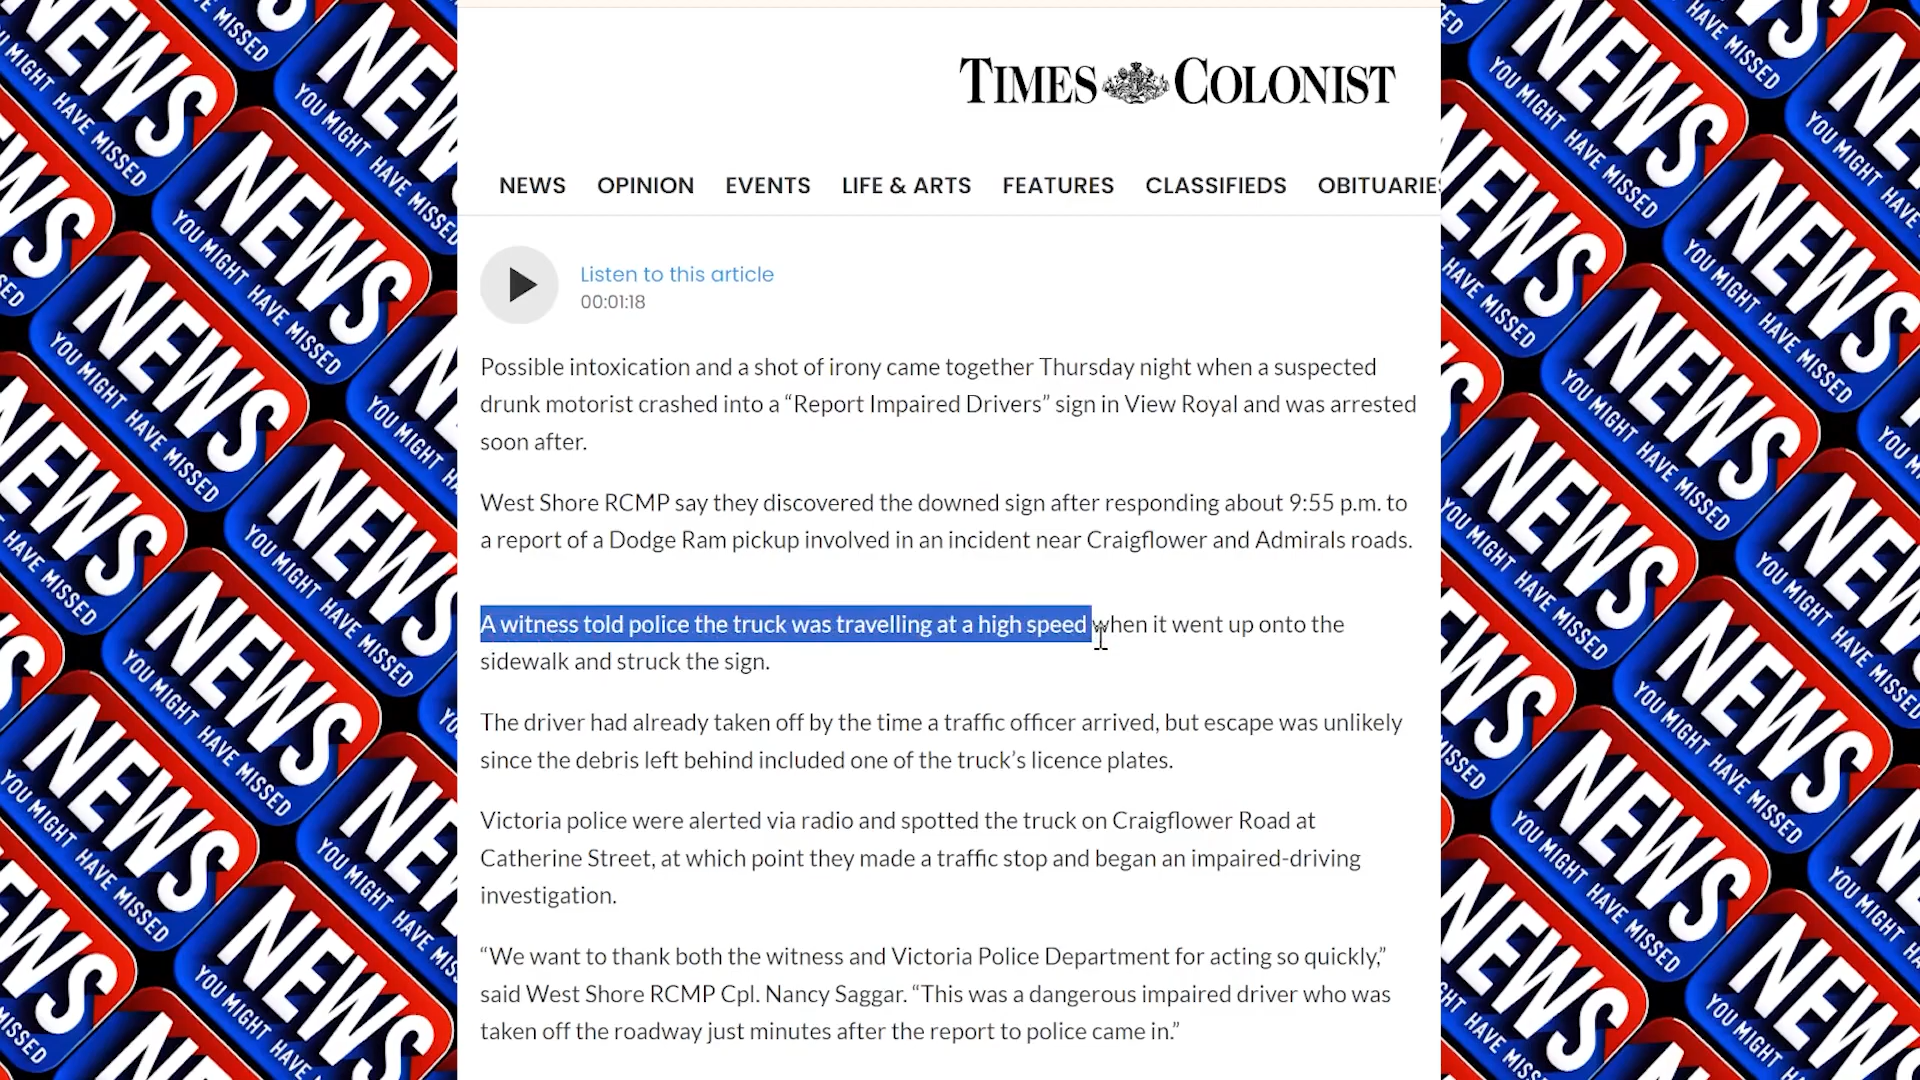 TIMES COLONIST
NEWS OPINION EVENTS LIFE & ARTS FEATURES CLASSIFIEDS OBITUARIES
Listen to this article
00:01:18
Possible intoxication and a shot of irony came together Thursday night when a suspected
drunk motorist crashed into a “Report Impaired Drivers” sign in View Royal and was arrested
soon after.
West Shore RCMP say they discovered the downed sign after responding about 9:55 p.m. to
a report of a Dodge Ram pickup involved in an incident near Craigflower and Admirals roads.
A witness told police the truck was travelling at a high speed when it went up onto the
sidewalk and struck the sign.
The driver had already taken off by the time a traffic officer arrived, but escape was unlikely
since the debris left behind included one of the truck’s licence plates.
Victoria police were alerted via radio and spotted the truck on Craigflower Road at
Catherine Street, at which point they made a traffic stop and began an impaired-driving
investigation.
“We want to thank both the witness and Victoria Police Department for acting so quickly,”
said West Shore RCMP Cpl. Nancy Saggar. “This was a dangerous impaired driver who was
taken off the roadway just minutes after the report to police came in.”
NEWS
YOU MIGHT HAVE MISSED